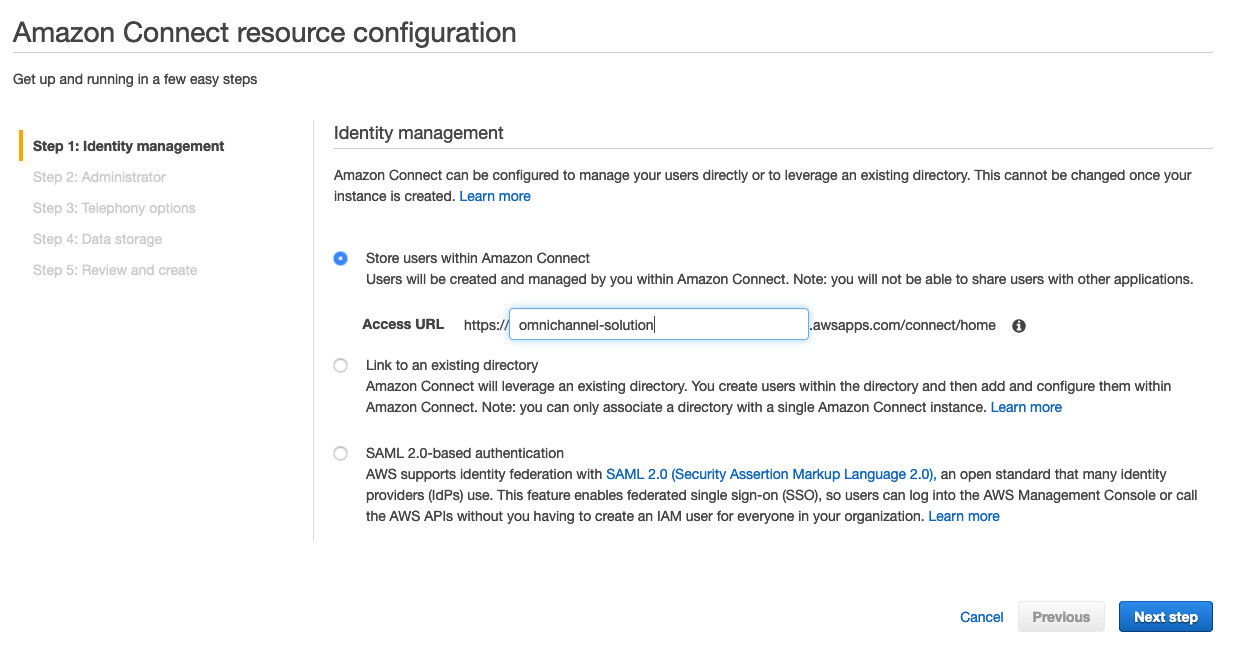 Amazon Connect resource configuration
Get up and running in a few easy steps
Step 1: Identity management
Step 2: Administrator
Step 3: Telephony options
Step 4: Data storage
Step 5: Review and create
Identity management
Amazon Connect can be configured to manage your users directly or to leverage an existing directory. This cannot be changed once your
instance is created. Learn more
Store users within Amazon Connect
Users will be created and managed by you within Amazon Connect. Note: you will not be able to share users with other applications.
Access URL https:// omnichannel-solution .awsapps.com/connect/home
Link to an existing directory
Amazon Connect will leverage an existing directory. You create users within the directory and then add and configure them within
Amazon Connect. Note: you can only associate a directory with a single Amazon Connect instance. Learn more
SAML 2.0-based authentication
AWS supports identity federation with SAML 2.0 (Security Assertion Markup Language 2.0), an open standard that many identity
providers (IdPs) use. This feature enables federated single sign-on (SSO), so users can log into the AWS Management Console or call
the AWS APIs without you having to create an IAM user for everyone in your organization. Learn more
Cancel Previous Next step